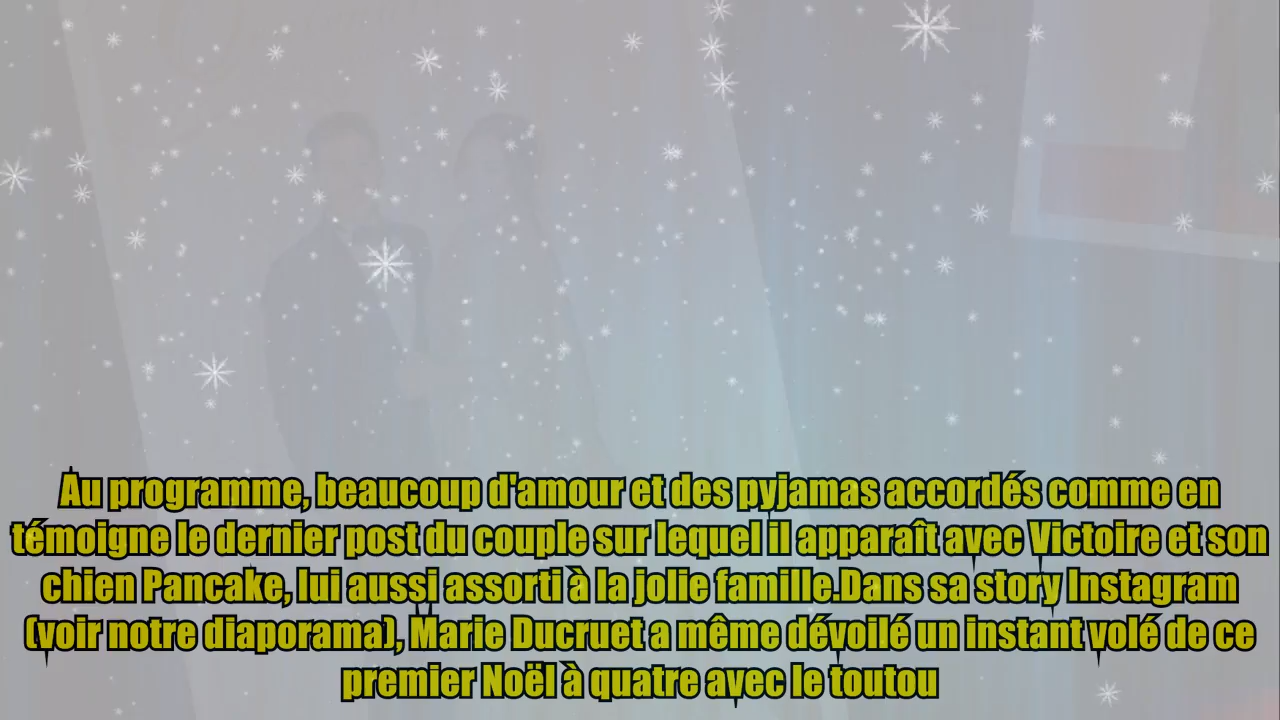 Au programme, beaucoup d'amour et des pyjamas accordés comme en
témoigne le dernier post du couple sur lequel il apparaît avec Victoire et son
chien Pancake, lui aussi assorti à la jolie famille.Dans sa story Instagram
(voir notre diaporama), Marie Ducruet a même dévoilé un instant volé de ce
premier Noël à quatre avec le toutou